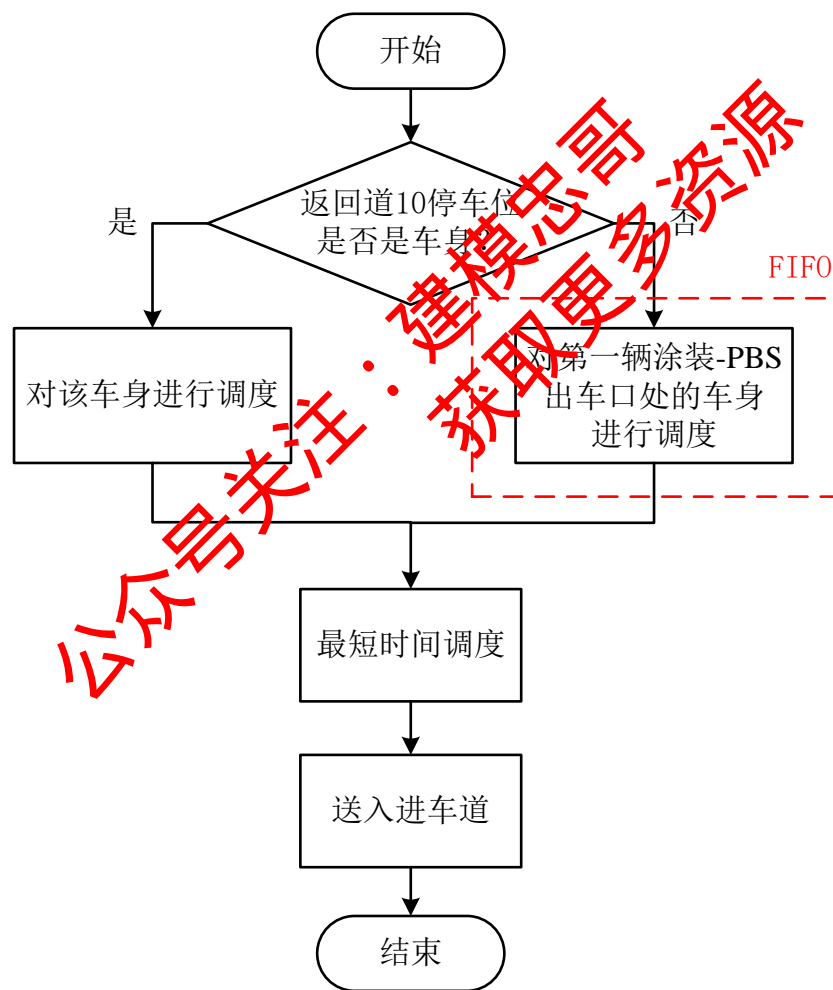 开始
返回道10停车位
是否是车身?
是
否
FIFO
对该车身进行调度
对第一辆涂装-PBS
出车口处的车身
进行调度
最短时间调度
送入进车道
结束
公众号关注：建模忠哥
获取更多资源